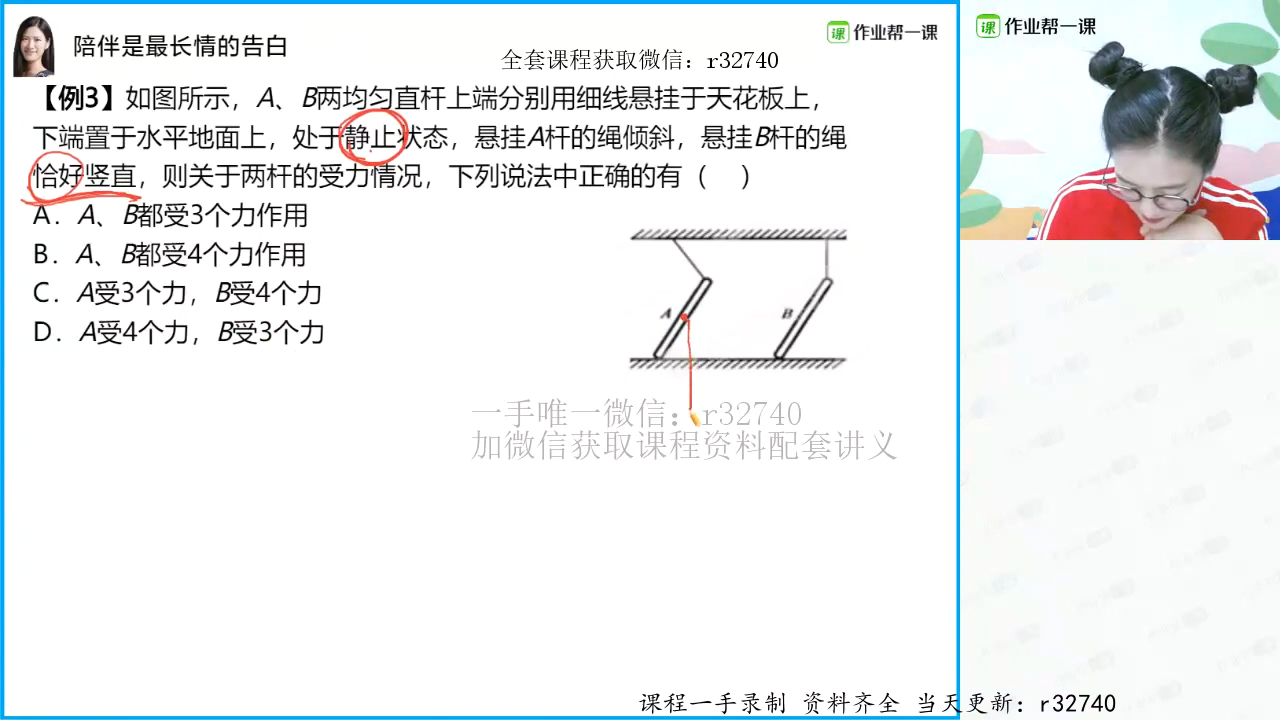 陪伴是最长情的告白
作业帮一课
作业帮一课
全套课程获取微信：r32740
【例3】如图所示，A、B两均匀直杆上端分别用细线悬挂于天花板上，
下端置于水平地面上，处于静止状态，悬挂A杆的绳倾斜，悬挂B杆的绳
恰好竖直，则关于两杆的受力情况，下列说法中正确的有（　）
A．A、B都受3个力作用
B．A、B都受4个力作用
C．A受3个力，B受4个力
D．A受4个力，B受3个力
A
B
一手唯一微信：r32740
加微信获取课程资料配套讲义
课程一手录制 资料齐全 当天更新：r32740